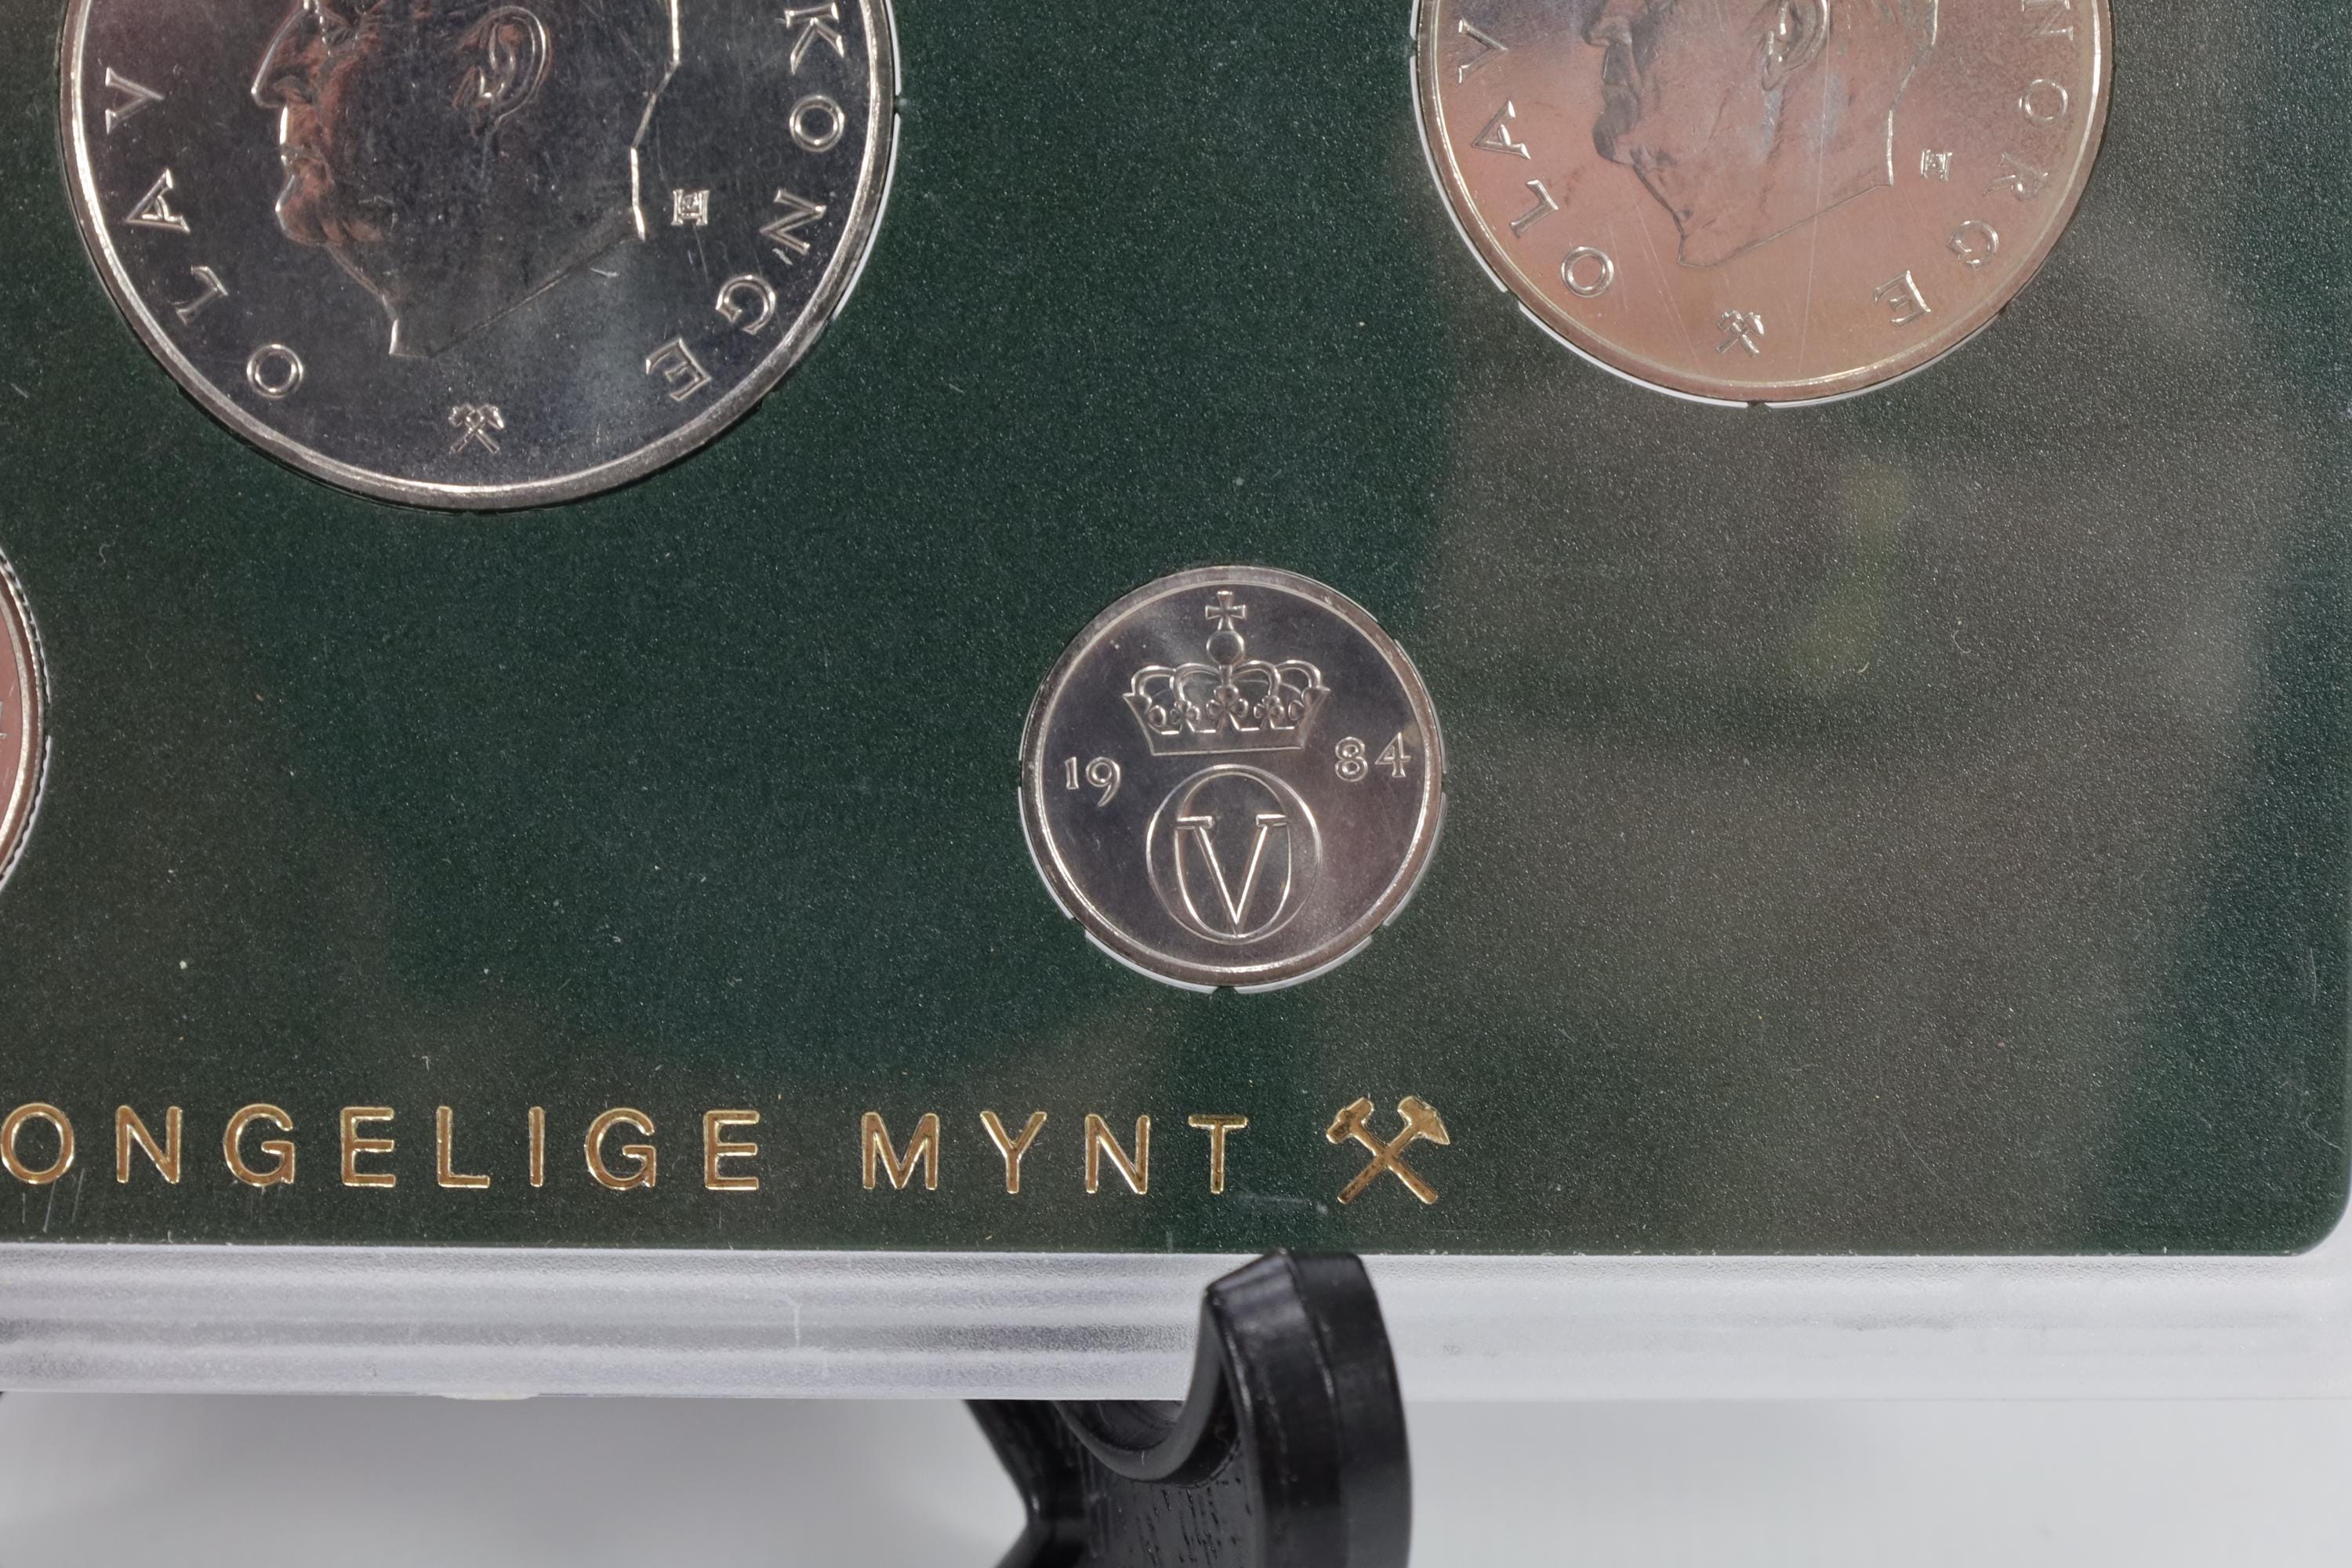 OLAV KONGE
OLAV NORGE
19 84
V
ONGELIGE MYNT